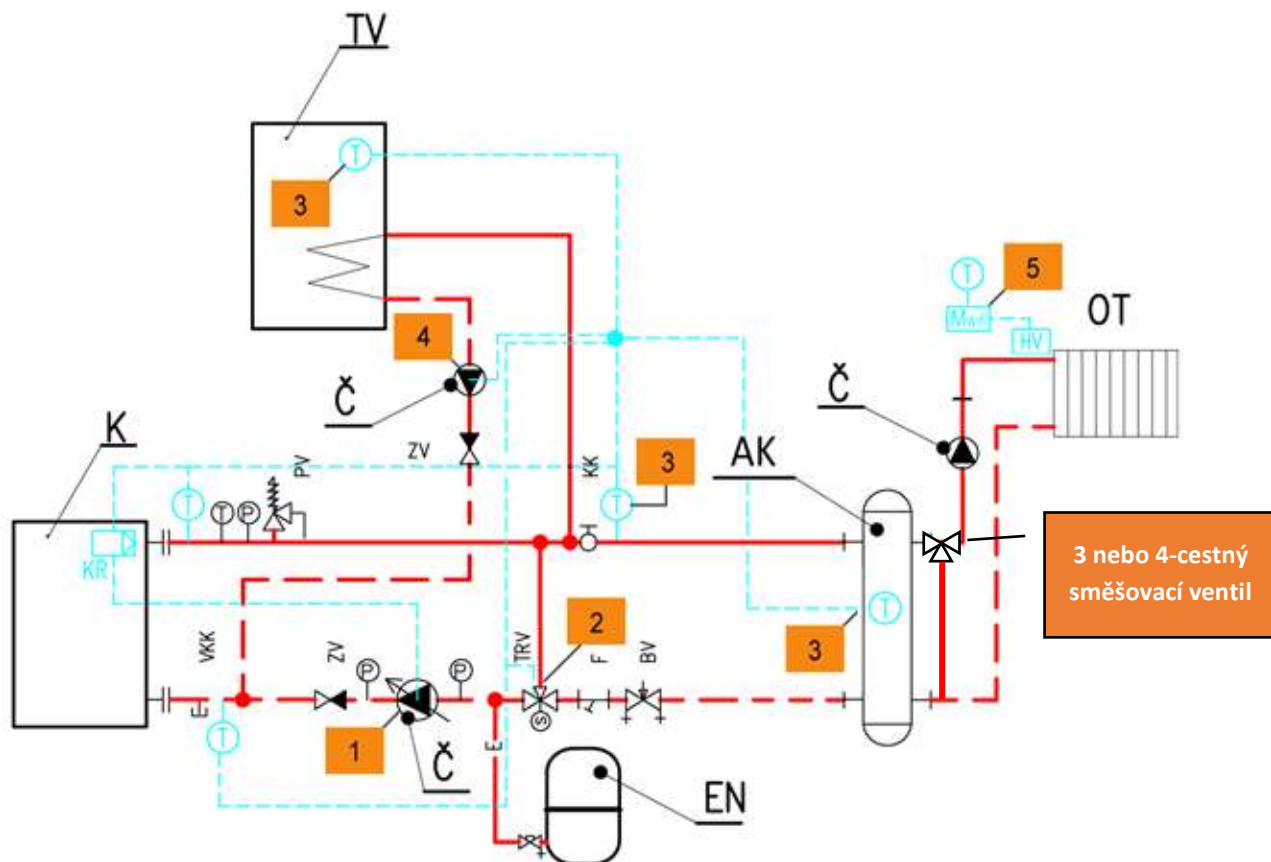 TV
T
3
5
T
Mwifi
HV
OT
4
Č
Č
K
PV
ZV
KK
3
AK
T
T
P
T
KR
3 nebo 4-cestný
směšovací ventil
2
T
3
VKK
ZV
P
P
TRV
F
BV
E
T
1
Č
S
E
EN